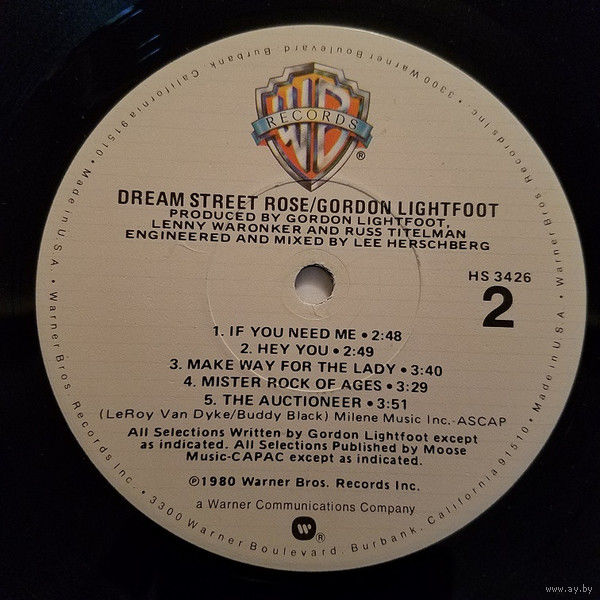 RECORDS
®
DREAM STREET ROSE/GORDON LIGHTFOOT
PRODUCED BY GORDON LIGHTFOOT,
LENNY WARONKER AND RUSS TITELMAN
ENGINEERED AND MIXED BY LEE HERSCHBERG
HS 3426
2
1. IF YOU NEED ME • 2:48
2. HEY YOU • 2:49
3. MAKE WAY FOR THE LADY • 3:40
4. MISTER ROCK OF AGES • 3:29
5. THE AUCTIONEER • 3:51
(LeRoy Van Dyke/Buddy Black) Milene Music Inc.-ASCAP
All Selections Written by Gordon Lightfoot except
as indicated. All Selections Published by Moose
Music-CAPAC except as indicated.
℗1980 Warner Bros. Records Inc.
a Warner Communications Company
®
Made in U.S.A. • Warner Bros. Records Inc. • 3300 Warner Boulevard, Burbank, California 91510 • Made in U.S.A. • Warner Bros. Records Inc. • 3300 Warner Boulevard, Burbank, California 91510 •
www.ay.by